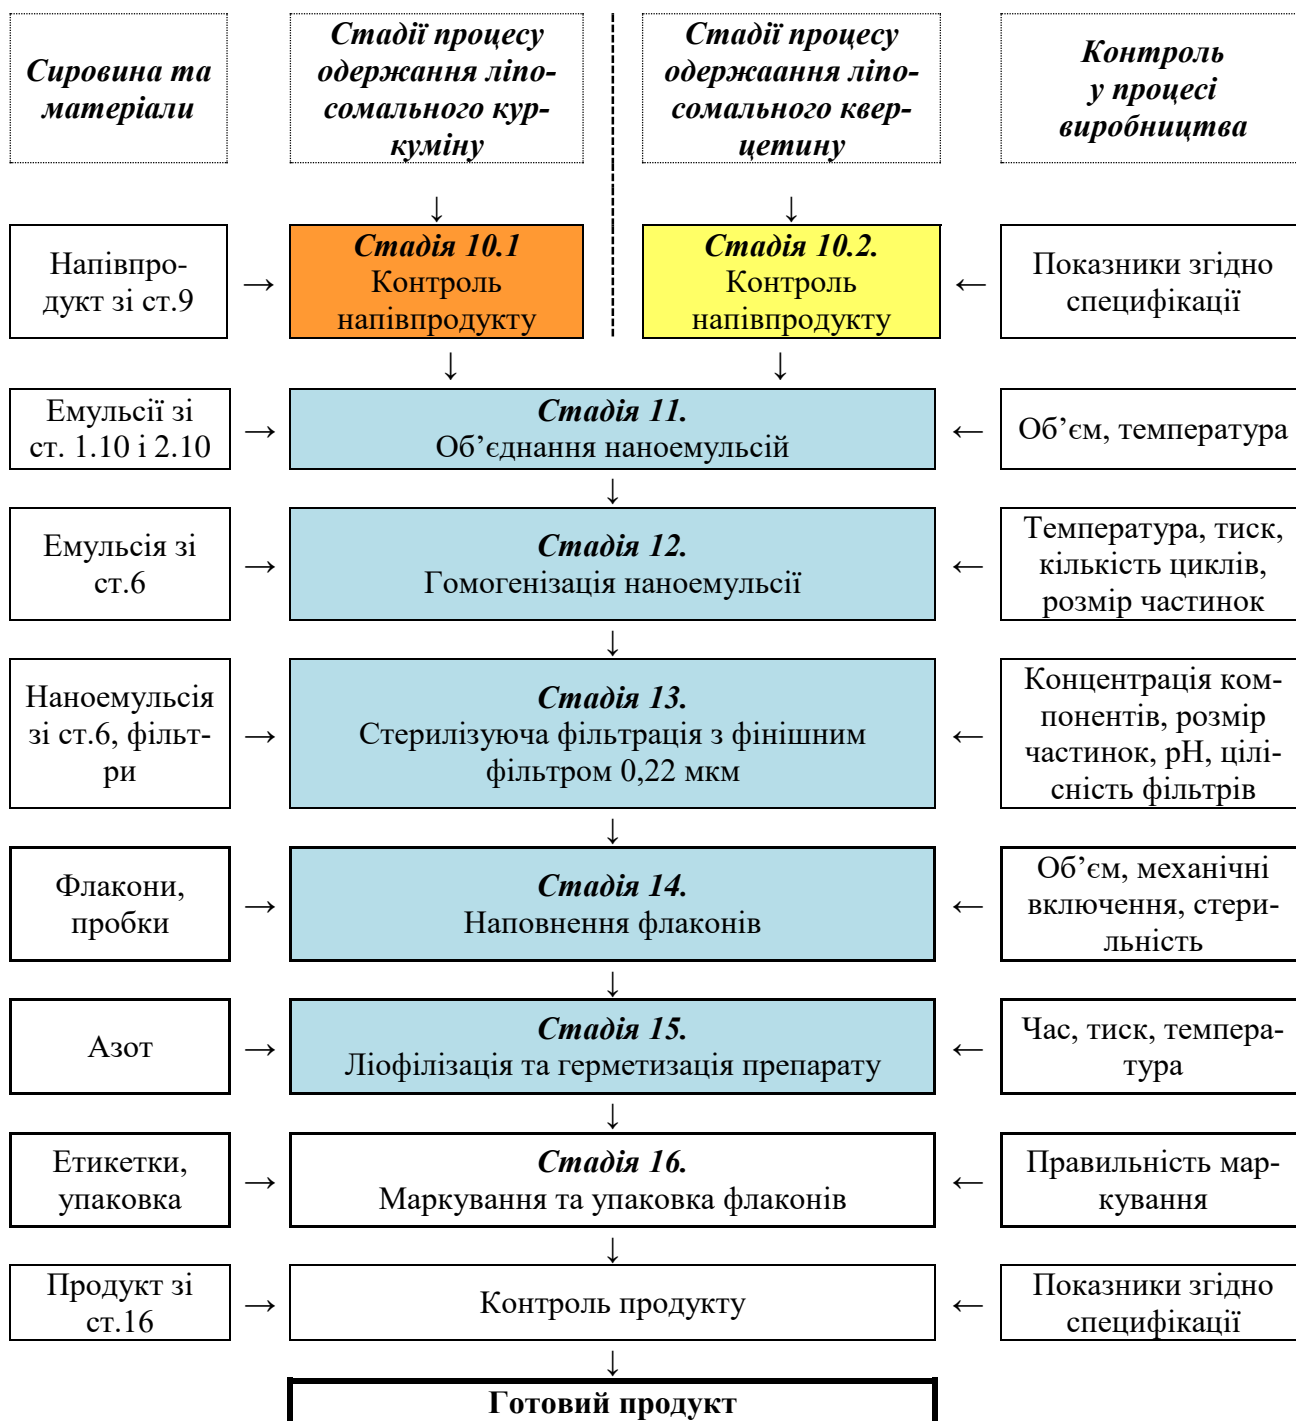 Сировина та
матеріали
Стадії процесу
одержання ліпо-
сомального кур-
куміну
Стадії процесу
одержаання ліпо-
сомального квер-
цетину
Контроль
у процесі
виробництва
↓
↓
Напівпро-
дукт зі ст.9
→
Стадія 10.1
Контроль
напівпродукту
Стадія 10.2.
Контроль
напівпродукту
←
Показники згідно
специфікації
↓
↓
Емульсії зі
ст. 1.10 і 2.10
→
Стадія 11.
Об’єднання наноемульсій
←
Об’єм, температура
↓
Емульсія зі
ст.6
→
Стадія 12.
Гомогенізація наноемульсії
←
Температура, тиск,
кількість циклів,
розмір частинок
↓
Наноемульсія
зі ст.6, фільт-
ри
→
Стадія 13.
Стерилізуюча фільтрація з фінішним
фільтром 0,22 мкм
←
Концентрація ком-
понентів, розмір
частинок, рН, цілі-
сність фільтрів
↓
Флакони,
пробки
→
Стадія 14.
Наповнення флаконів
←
Об’єм, механічні
включення, стери-
льність
↓
Азот
→
Стадія 15.
Ліофілізація та герметизація препарату
←
Час, тиск, темпера-
тура
↓
Етикетки,
упаковка
→
Стадія 16.
Маркування та упаковка флаконів
←
Правильність мар-
кування
↓
Продукт зі
ст.16
→
Контроль продукту
←
Показники згідно
специфікації
↓
Готовий продукт